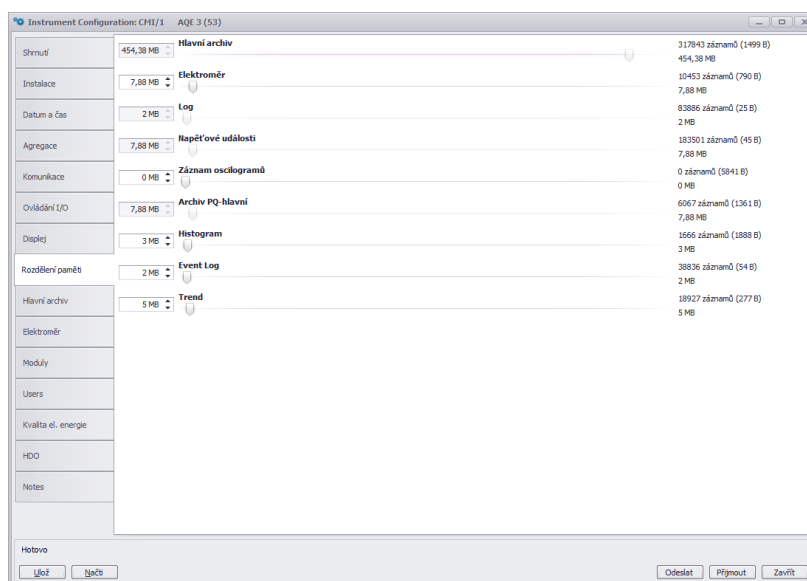 Instrument Configuration: CMI/1 AQE 3 (53)
Shrnutí
Instalace
Datum a čas
Agregace
Komunikace
Ovládání I/O
Displej
Rozdělení paměti
Hlavní archiv
Elektroměr
Moduly
Users
Kvalita el. energie
HDO
Notes
454,38 MB Hlavní archiv 317843 záznamů (1499 B)
454,38 MB
7,88 MB Elektroměr 10453 záznamů (790 B)
7,88 MB
2 MB Log 83886 záznamů (25 B)
2 MB
7,88 MB Napěťové události 183501 záznamů (45 B)
7,88 MB
0 MB Záznam oscilogramů 0 záznamů (5841 B)
0 MB
7,88 MB Archiv PQ-hlavní 6067 záznamů (1361 B)
7,88 MB
3 MB Histogram 1666 záznamů (1888 B)
3 MB
2 MB Event Log 38836 záznamů (54 B)
2 MB
5 MB Trend 18927 záznamů (277 B)
5 MB
Hotovo
Ulož Načti Odeslat Přijmout Zavřít